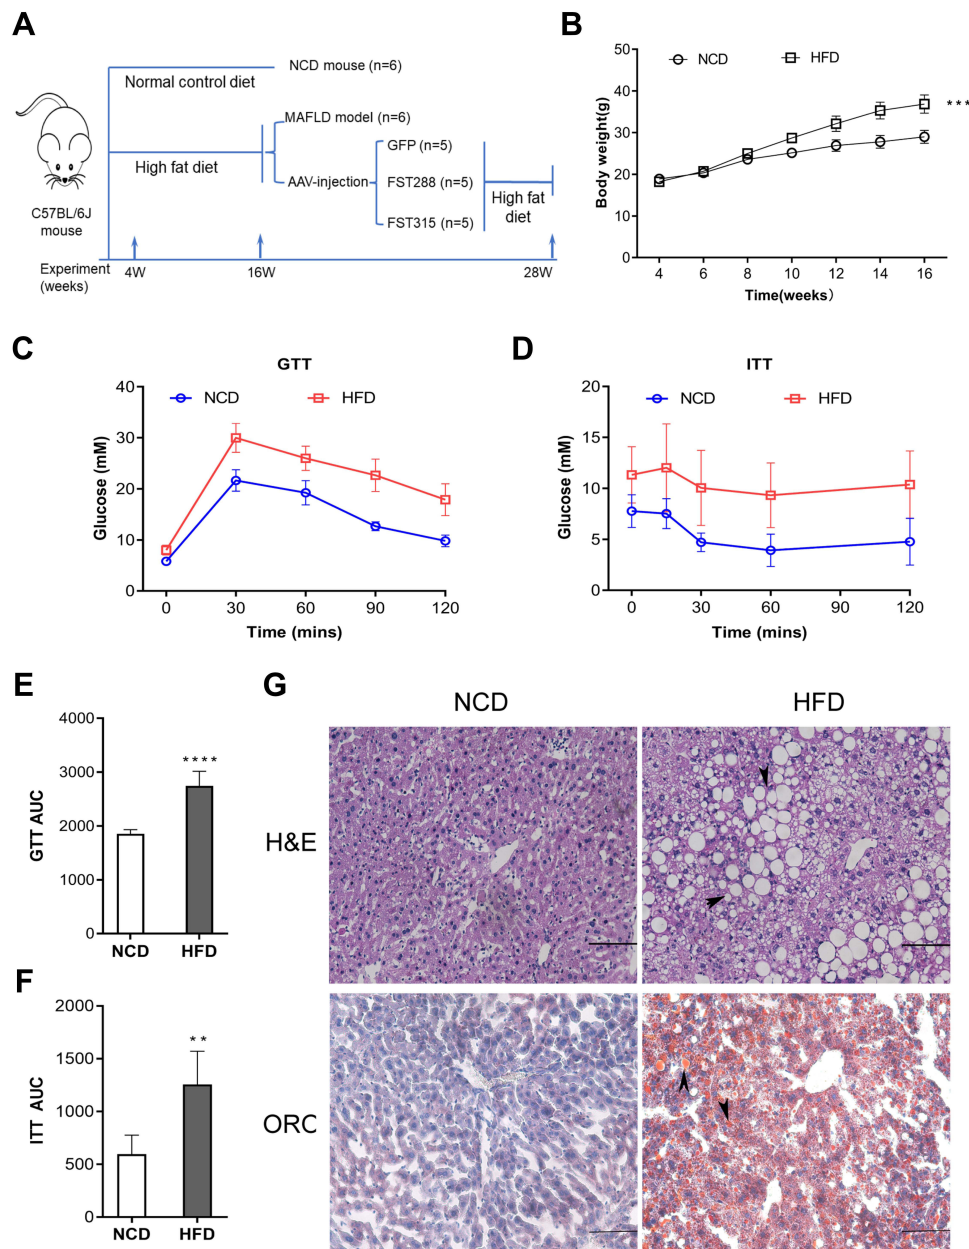 A
Normal control diet
NCD mouse (n=6)
MAFLD model (n=6)
High fat diet
AAV-injection
GFP (n=5)
FST288 (n=5)
FST315 (n=5)
High fat
diet
C57BL/6J
mouse
Experiment
(weeks)
4W
16W
28W
B
NCD
HFD
Body weight(g)
50
40
30
20
10
0
***
4 6 8 10 12 14 16
Time(weeks）
C
GTT
NCD
HFD
Glucose (mM)
40
30
20
10
0
0 30 60 90 120
Time (mins)
D
ITT
NCD
HFD
Glucose (mM)
20
15
10
5
0
0 30 60 90 120
Time (mins)
E
GTT AUC
4000
3000
2000
1000
0
****
NCD HFD
F
ITT AUC
2000
1500
1000
500
0
**
NCD HFD
G
NCD
HFD
H&E
ORC